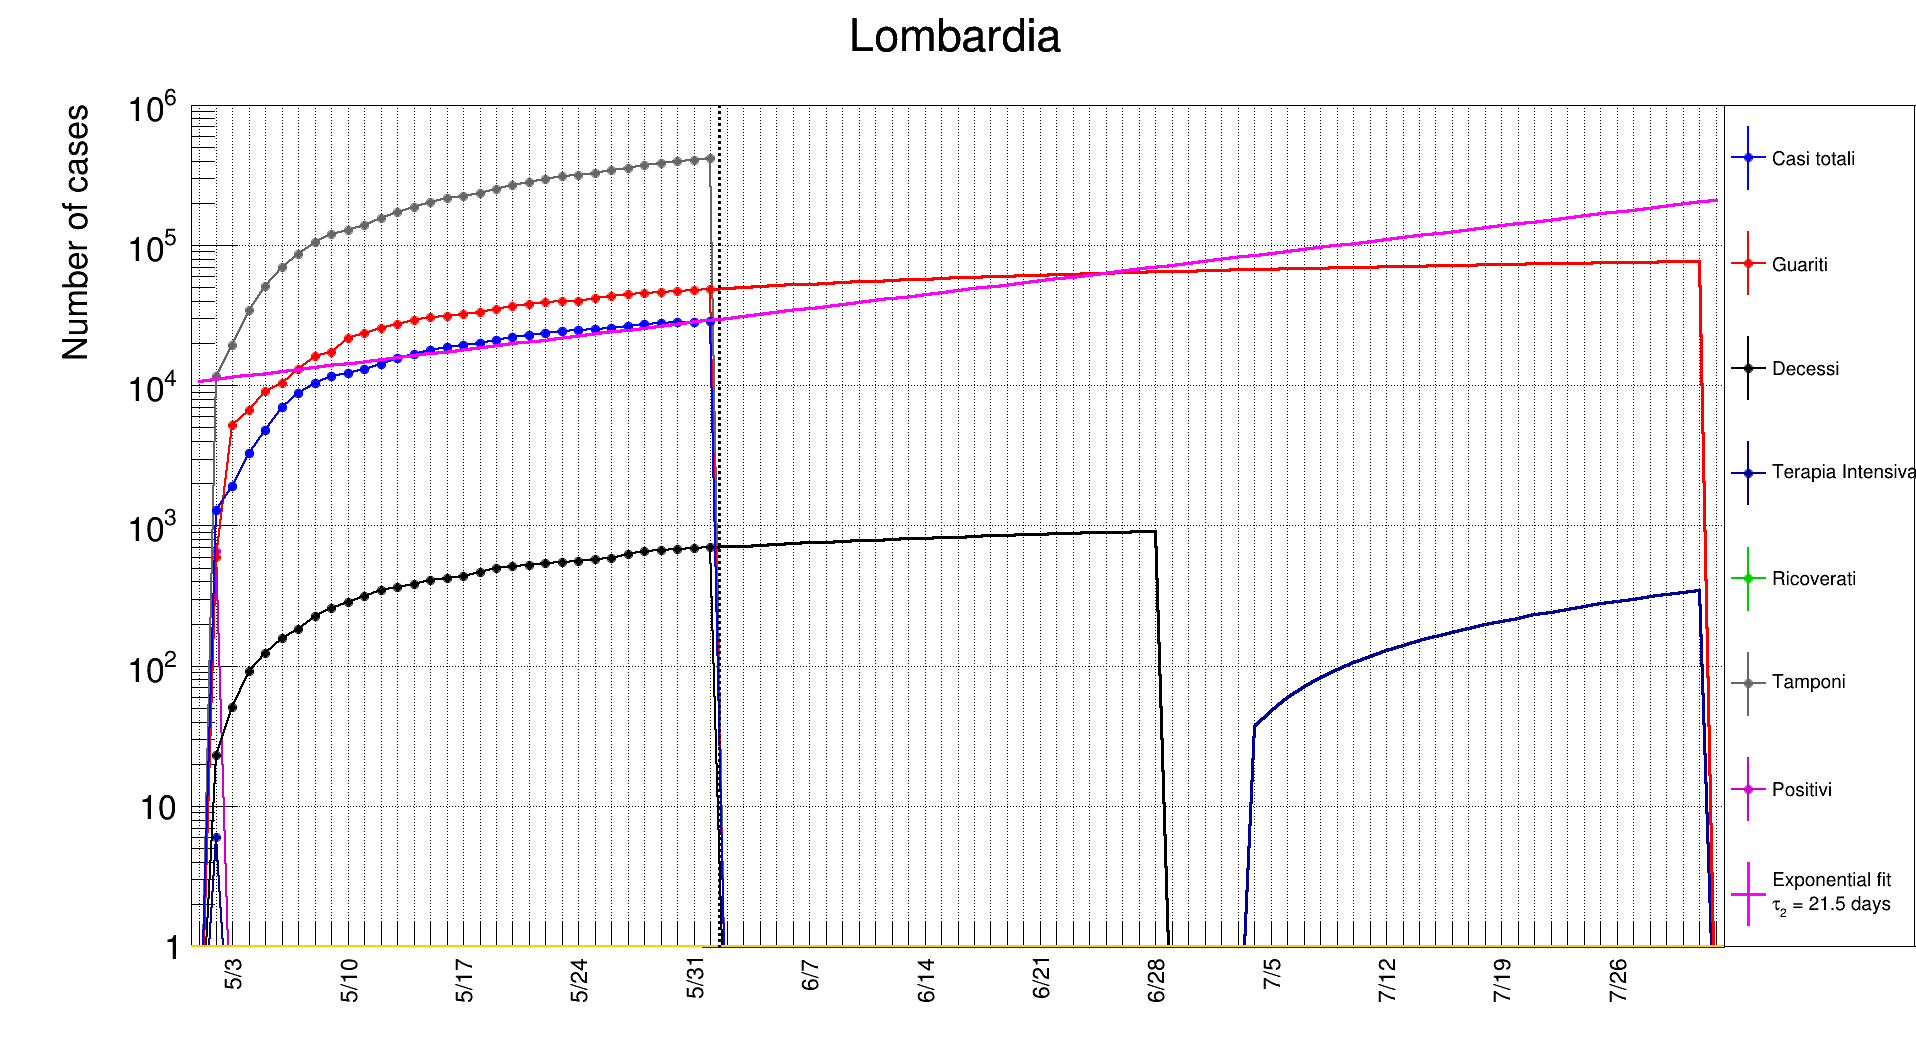 Lombardia
Number of cases
10^6
10^5
10^4
10^3
10^2
10
1
5/3
5/10
5/17
5/24
5/31
6/7
6/14
6/21
6/28
7/5
7/12
7/19
7/26
Casi totali
Guariti
Decessi
Terapia Intensiva
Ricoverati
Tamponi
Positivi
Exponential fit
τ₂ = 21.5 days